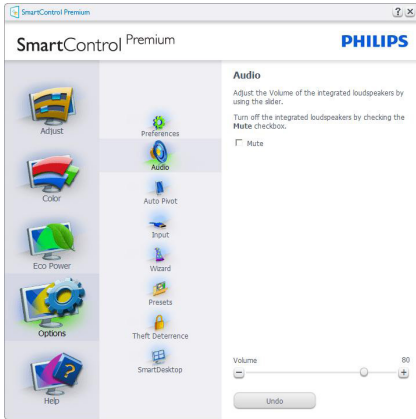 SmartControl Premium
SmartControl Premium
PHILIPS
Adjust
Color
Eco Power
Options
Help
Preferences
Audio
Auto Pivot
Input
Wizard
Presets
Theft Deterrence
SmartDesktop
Audio
Adjust the Volume of the integrated loudspeakers by
using the slider.
Turn off the integrated loudspeakers by checking the
Mute checkbox.
Mute
Volume 80
Undo